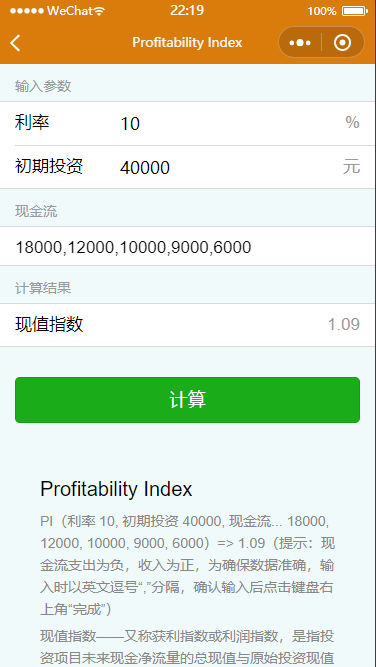 WeChat 22:19 100%
Profitability Index
输入参数
利率 10 %
初期投资 40000 元
现金流
18000,12000,10000,9000,6000
计算结果
现值指数 1.09
计算
Profitability Index
PI（利率 10, 初期投资 40000, 现金流... 18000,
12000, 10000, 9000, 6000）=> 1.09（提示：现
金流支出为负，收入为正，为确保数据准确，输
入时以英文逗号“,”分隔，确认输入后点击键盘右
上角“完成”）
现值指数——又称获利指数或利润指数，是指投
资项目未来现金净流量的总现值与原始投资现值